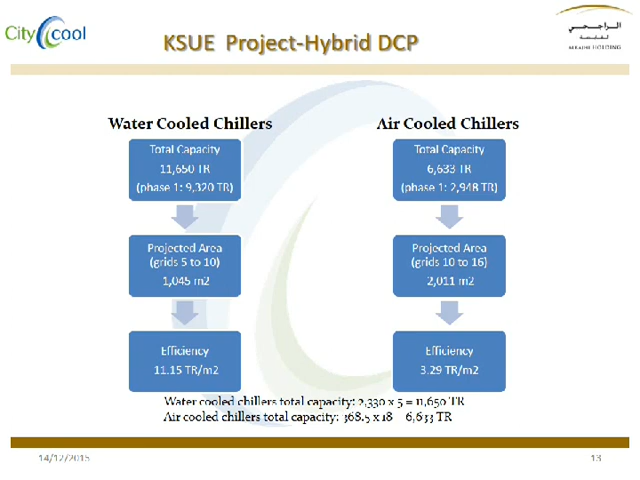 City cool
KSUE Project-Hybrid DCP
الراجحي
القابضة
ALRAJHI HOLDING
Water Cooled Chillers
Air Cooled Chillers
Total Capacity
11,650 TR
(phase 1: 9,320 TR)
Total Capacity
6,633 TR
(phase 1: 2,948 TR)
Projected Area
(grids 5 to 10)
1,045 m2
Projected Area
(grids 10 to 16)
2,011 m2
Efficiency
11.15 TR/m2
Efficiency
3.29 TR/m2
Water cooled chillers total capacity: 2,330 x 5 = 11,650 TR
Air cooled chillers total capacity: 368.5 x 18 = 6,633 TR
14/12/2015
13